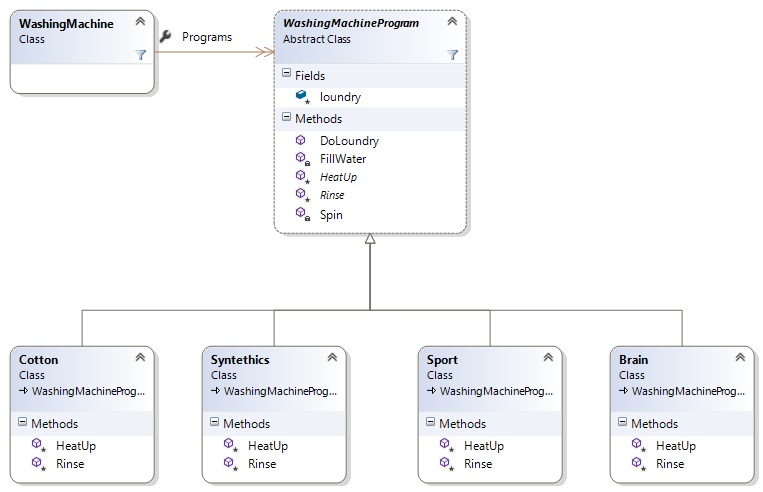 WashingMachine
Class
Programs
WashingMachineProgram
Abstract Class
Fields
loundry
Methods
DoLoundry
FillWater
HeatUp
Rinse
Spin
Cotton
Class
WashingMachineProg...
Methods
HeatUp
Rinse
Syntethics
Class
WashingMachineProg...
Methods
HeatUp
Rinse
Sport
Class
WashingMachineProg...
Methods
HeatUp
Rinse
Brain
Class
WashingMachineProg...
Methods
HeatUp
Rinse